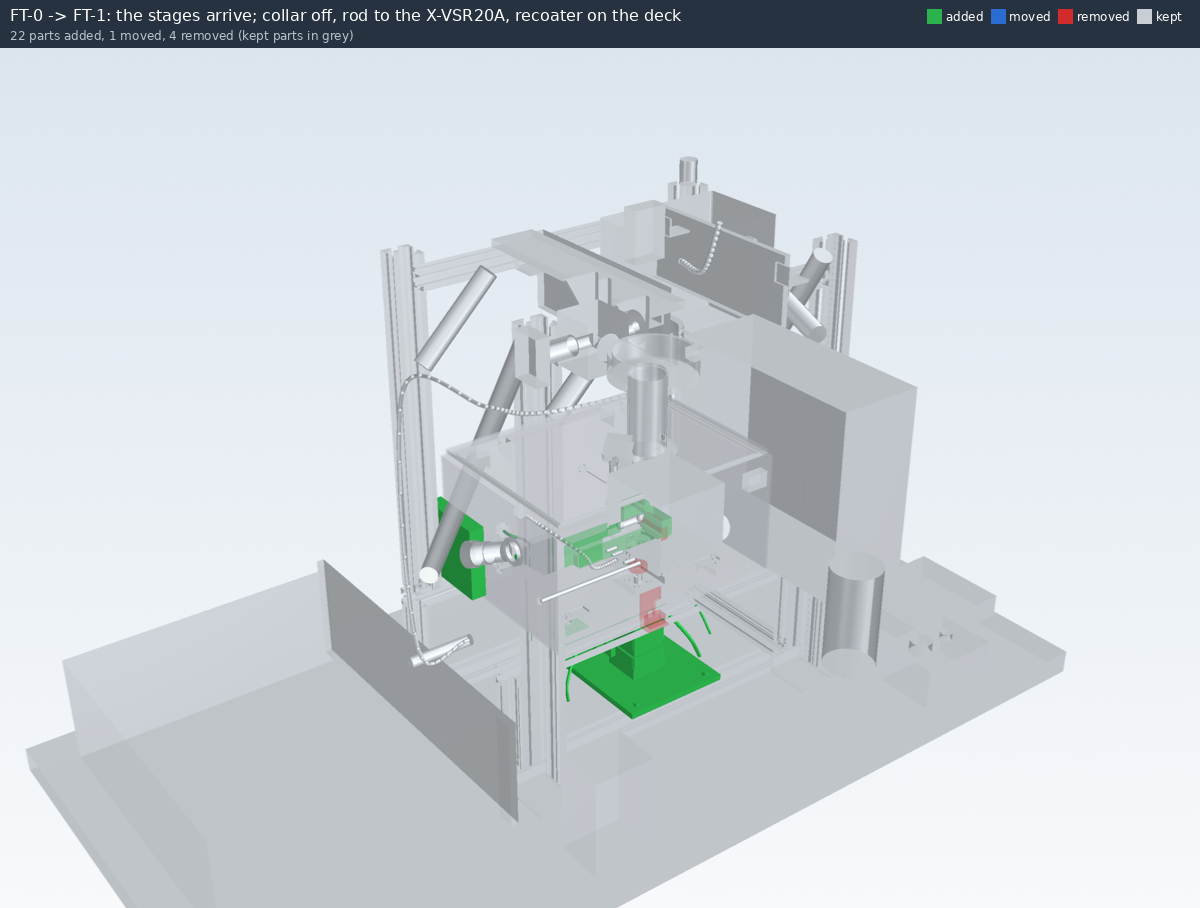 FT-0 -> FT-1: the stages arrive; collar off, rod to the X-VSR20A, recoater on the deck
22 parts added, 1 moved, 4 removed (kept parts in grey)
added moved removed kept